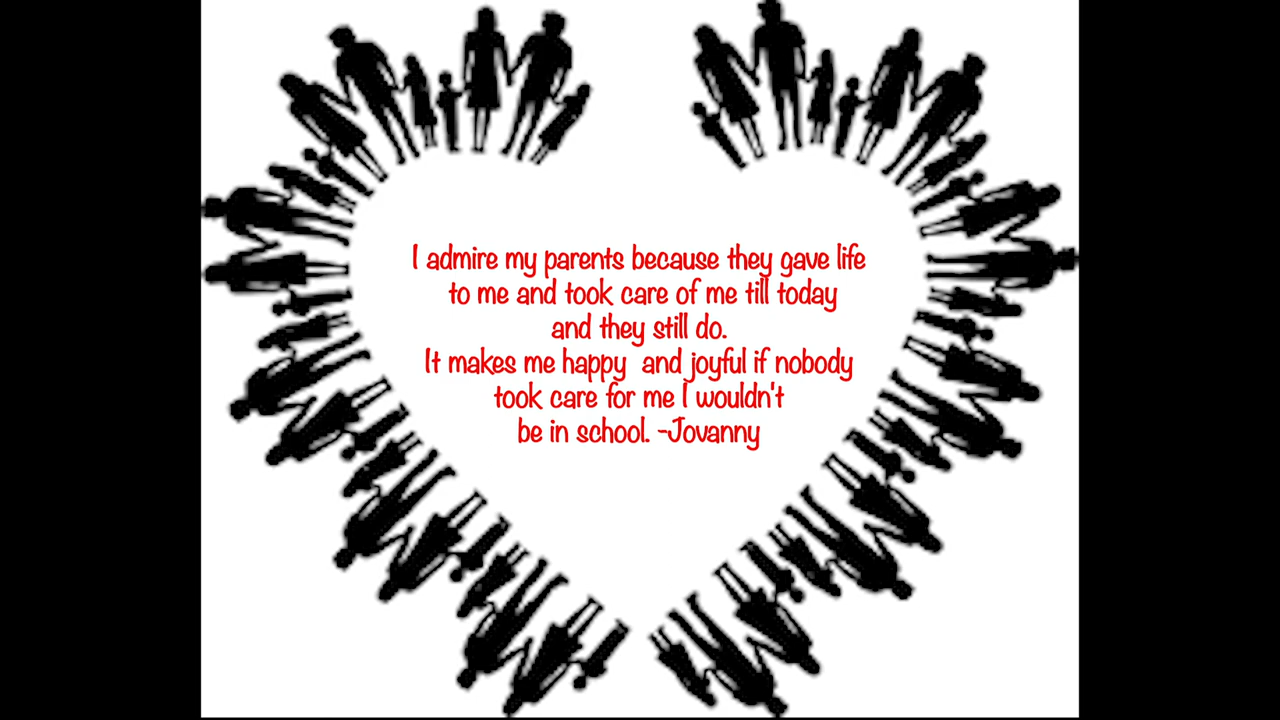 I admire my parents because they gave life
to me and took care of me till today
and they still do.
It makes me happy  and joyful if nobody
took care for me I wouldn't
be in school. -Jovanny